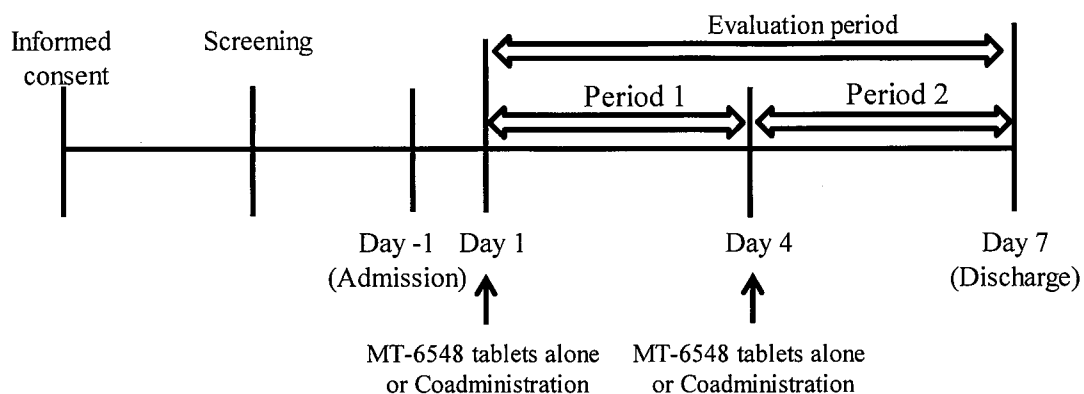 Informed
consent
Screening
Evaluation period
Period 1
Period 2
Day -1
(Admission)
Day 1
Day 4
Day 7
(Discharge)
MT-6548 tablets alone
or Coadministration
MT-6548 tablets alone
or Coadministration